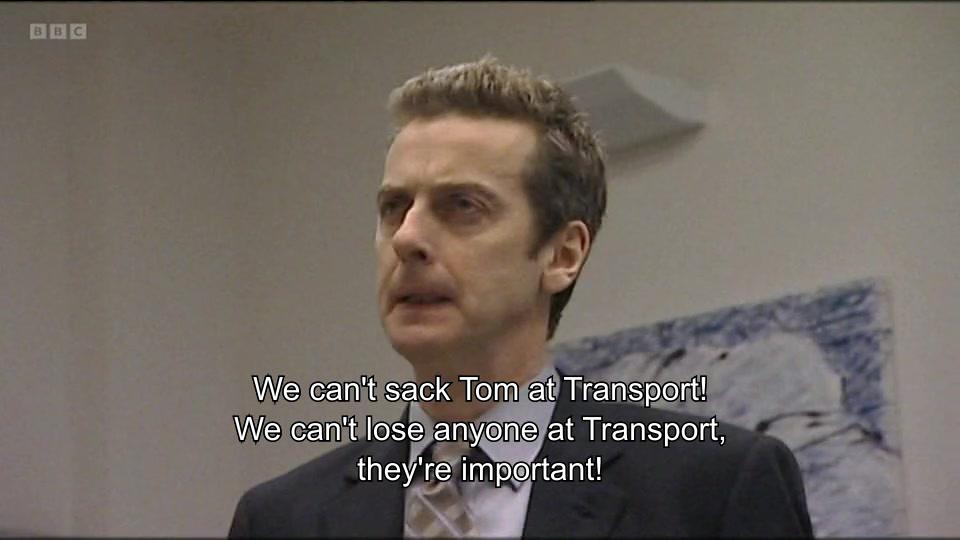 BBC
We can't sack Tom at Transport!
We can't lose anyone at Transport,
they're important!